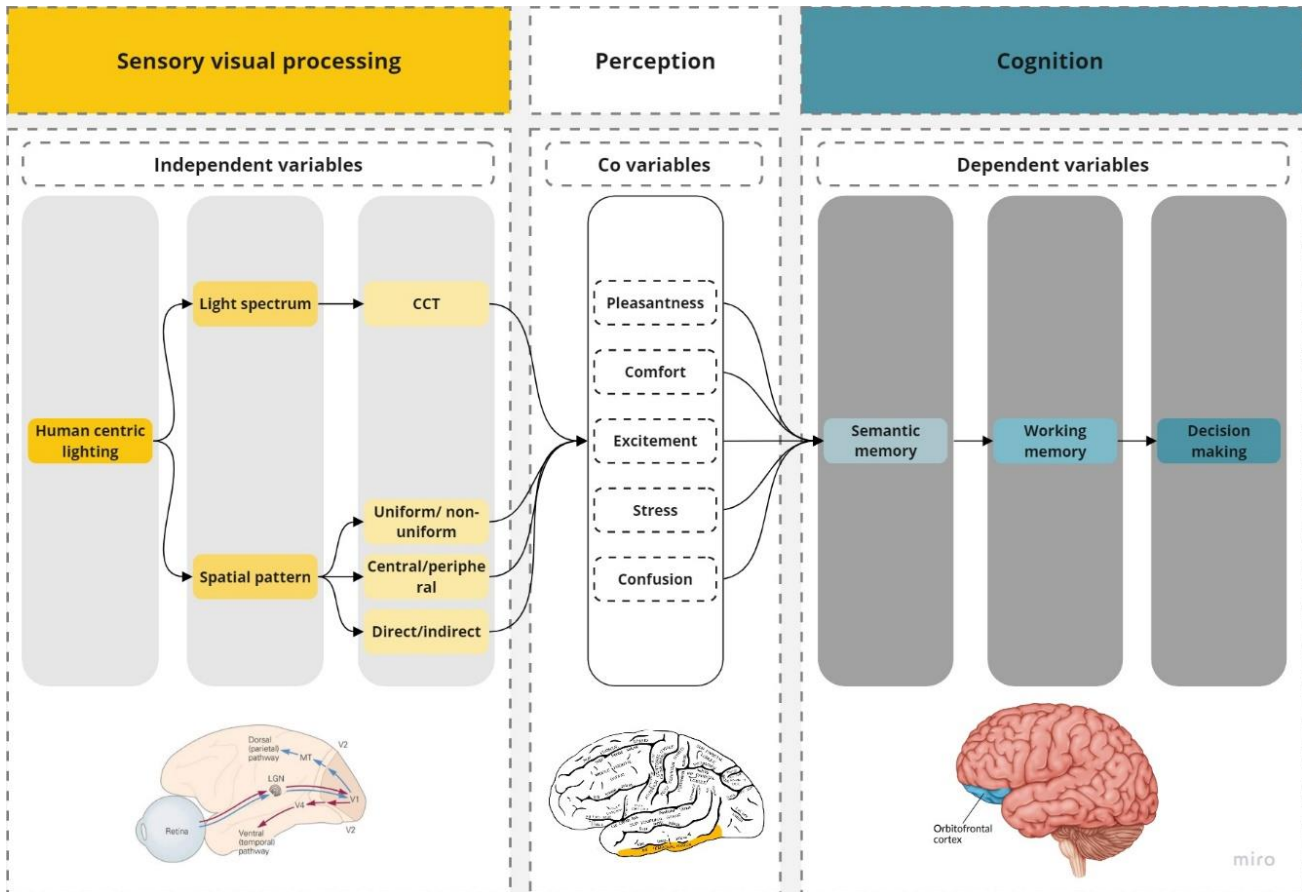 Sensory visual processing
Perception
Cognition
Independent variables
Co variables
Dependent variables
Human centric
lighting
Light spectrum
Spatial pattern
CCT
Uniform/ non-
uniform
Central/periphe
ral
Direct/indirect
Pleasantness
Comfort
Excitement
Stress
Confusion
Semantic
memory
Working
memory
Decision
making
Dorsal
(parietal)
pathway
MT
V2
LGN
V1
V4
Retina
Ventral
(temporal)
pathway
V2
Orbitofrontal
cortex
miro